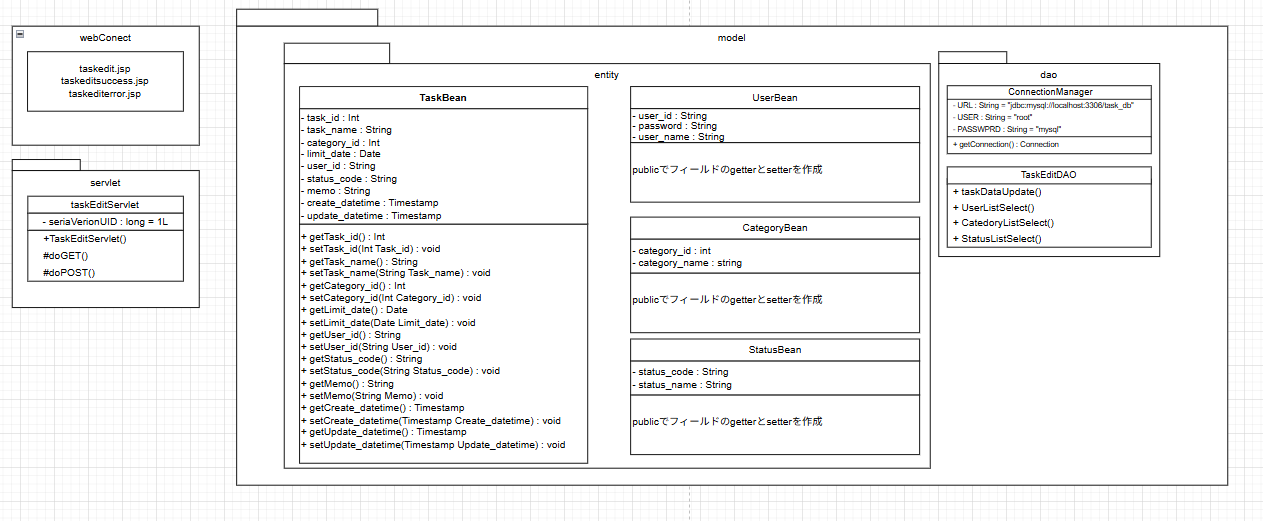 webConect
taskedit.jsp
taskeditsuccess.jsp
taskediterror.jsp
servlet
taskEditServlet
- seriaVerionUID : long = 1L
+TaskEditServlet()
#doGET()
#doPOST()
model
entity
TaskBean
- task_id : Int
- task_name : String
- category_id : Int
- limit_date : Date
- user_id : String
- status_code : String
- memo : String
- create_datetime : Timestamp
- update_datetime : Timestamp
+ getTask_id() : Int
+ setTask_id(Int Task_id) : void
+ getTask_name() : String
+ setTask_name(String Task_name) : void
+ getCategory_id() : Int
+ setCategory_id(Int Category_id) : void
+ getLimit_date() : Date
+ setLimit_date(Date Limit_date) : void
+ getUser_id() : String
+ setUser_id(String User_id) : void
+ getStatus_code() : String
+ setStatus_code(String Status_code) : void
+ getMemo() : String
+ setMemo(String Memo) : void
+ getCreate_datetime() : Timestamp
+ setCreate_datetime(Timestamp Create_datetime) : void
+ getUpdate_datetime() : Timestamp
+ setUpdate_datetime(Timestamp Update_datetime) : void
UserBean
- user_id : String
- password : String
- user_name : String
publicでフィールドのgetterとsetterを作成
CategoryBean
- category_id : int
- category_name : string
publicでフィールドのgetterとsetterを作成
StatusBean
- status_code : String
- status_name : String
publicでフィールドのgetterとsetterを作成
dao
ConnectionManager
- URL : String = "jdbc:mysql://localhost:3306/task_db"
- USER : String = "root"
- PASSWPRD : String = "mysql"
+ getConnection() : Connection
TaskEditDAO
+ taskDataUpdate()
+ UserListSelect()
+ CatedoryListSelect()
+ StatusListSelect()